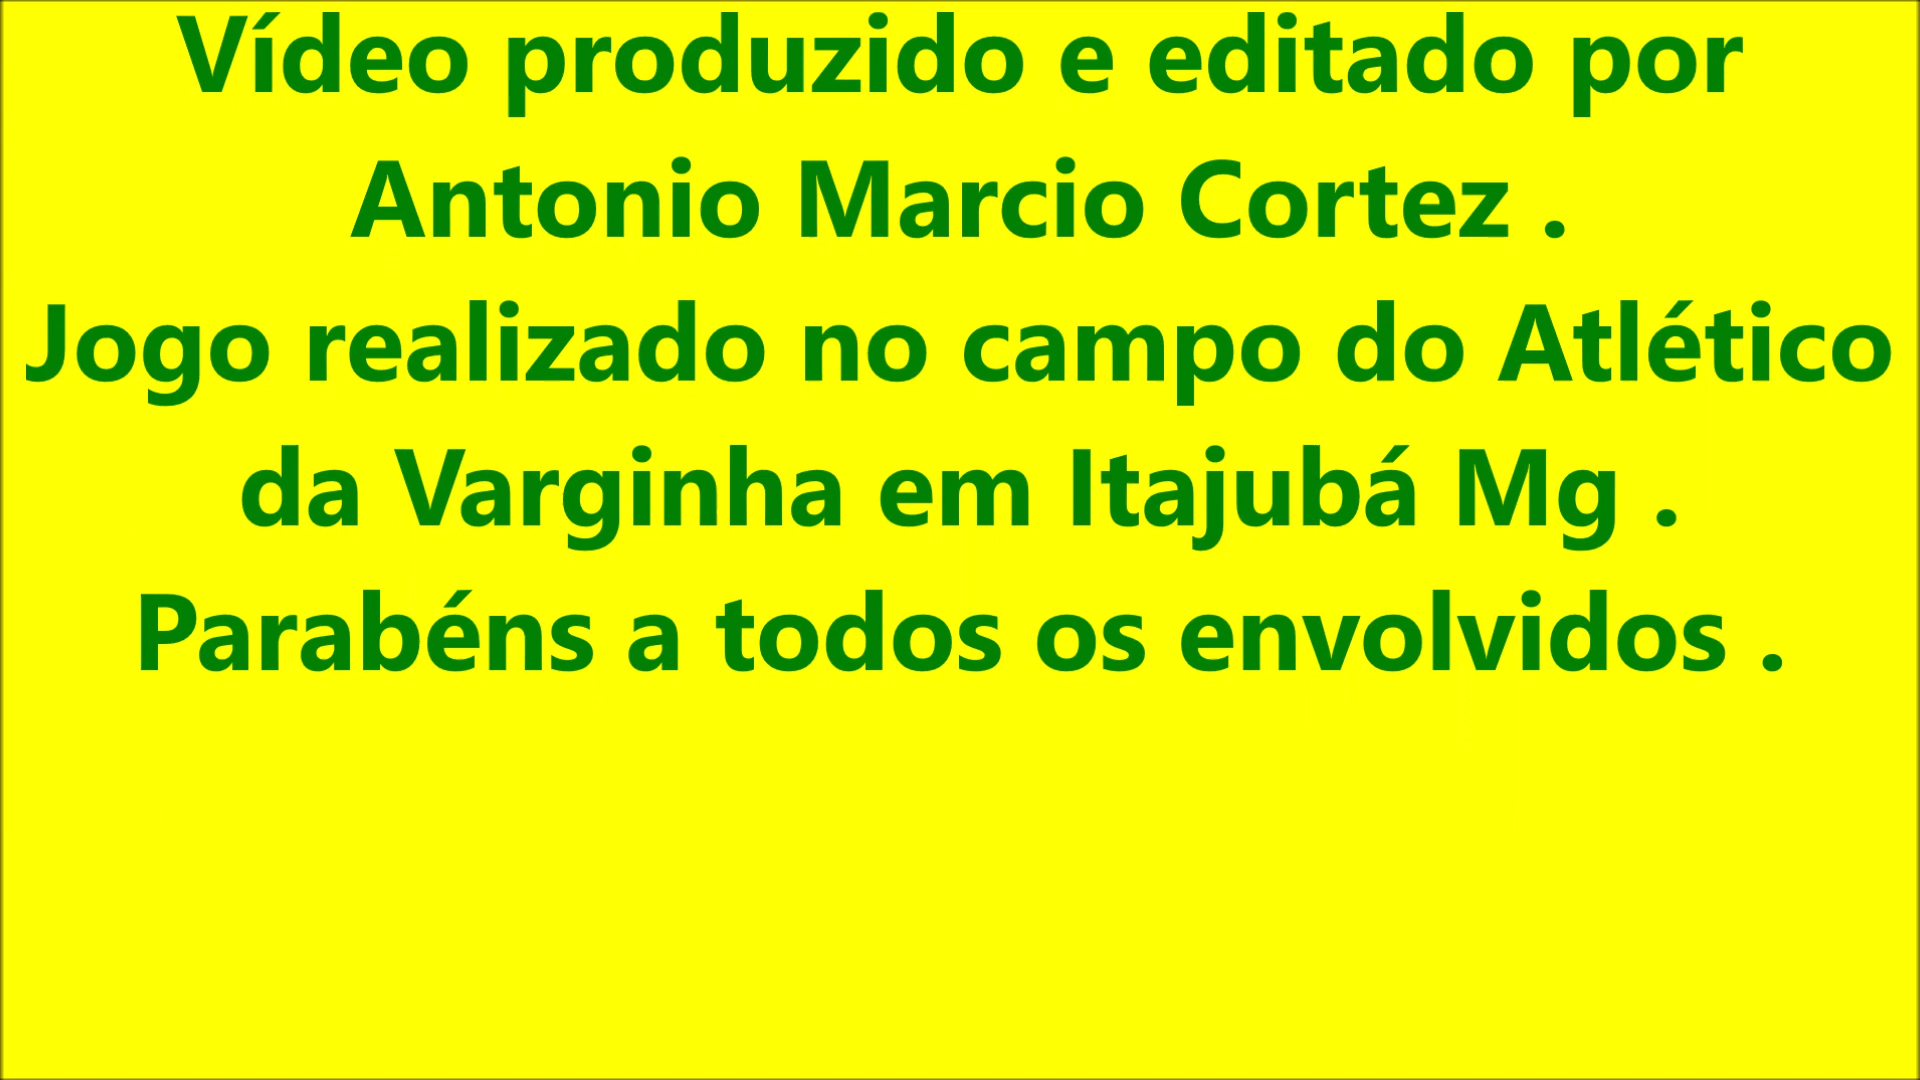 Vídeo produzido e editado por
Antonio Marcio Cortez .
Jogo realizado no campo do Atlético
da Varginha em Itajubá Mg .
Parabéns a todos os envolvidos .